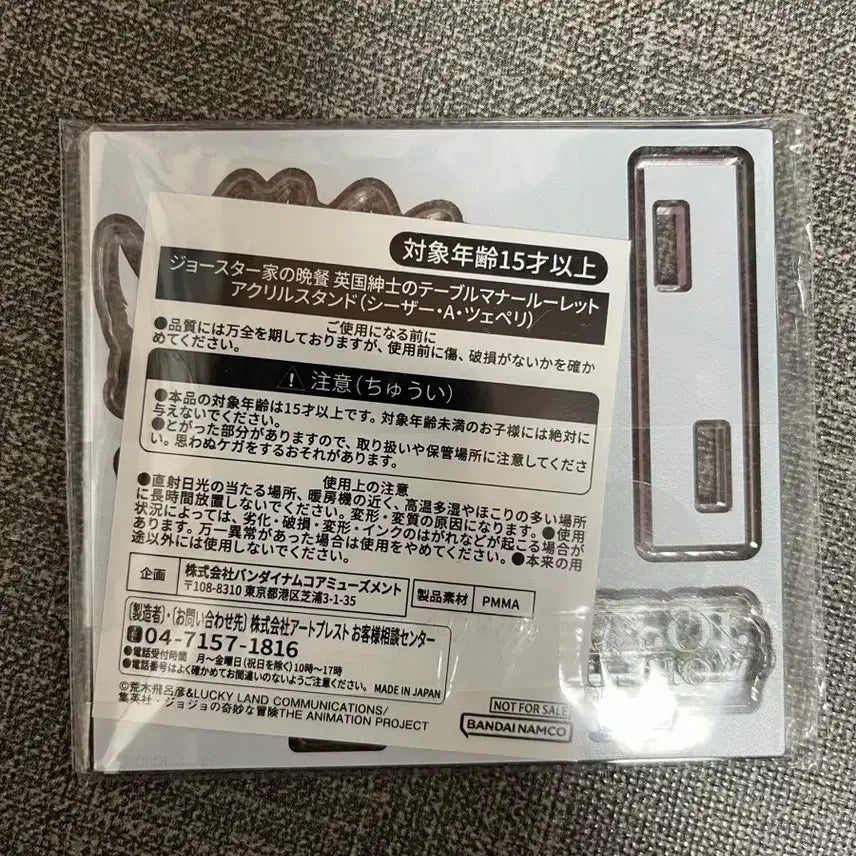 対象年齢15才以上
ジョースター家の晩餐 英国紳士のテーブルマナールーレット
アクリルスタンド(シーザー・A・ツェペリ)
ご使用になる前に
●品質には万全を期しておりますが、使用前に傷、破損がないかを確か
めてください。
注意(ちゅうい)
●本品の対象年齢は15才以上です。対象年齢未満のお子様には絶対に
与えないでください。
●とがった部分がありますので、取り扱いや保管場所に注意してくださ
い。思わぬケガをするおそれがあります。
使用上の注意
●直射日光の当たる場所、暖房機の近く、高温多湿やほこりの多い場所
に長時間放置しないでください。変形・変質の原因になります。●使用
状況によっては、劣化・破損・変形・インクのはがれなどが起こる場合が
あります。万一異常があった場合は使用をやめてください。●本来の用
途以外には使用しないでください。
企画
株式会社バンダイナムコアミューズメント
〒108-8310 東京都港区芝浦3-1-35
製品素材 PMMA
〔製造者〕・〔お問い合わせ先〕株式会社アートプレスト お客様相談センター
04-7157-1816
●電話受付時間 月~金曜日(祝日を除く)10時~17時
●電話番号はよく確かめてお間違いのないようご注意ください。 MADE IN JAPAN
©荒木飛呂彦&LUCKY LAND COMMUNICATIONS/
集英社・ジョジョの奇妙な冒険THE ANIMATION PROJECT
NOT FOR SALE
BANDAI NAMCO